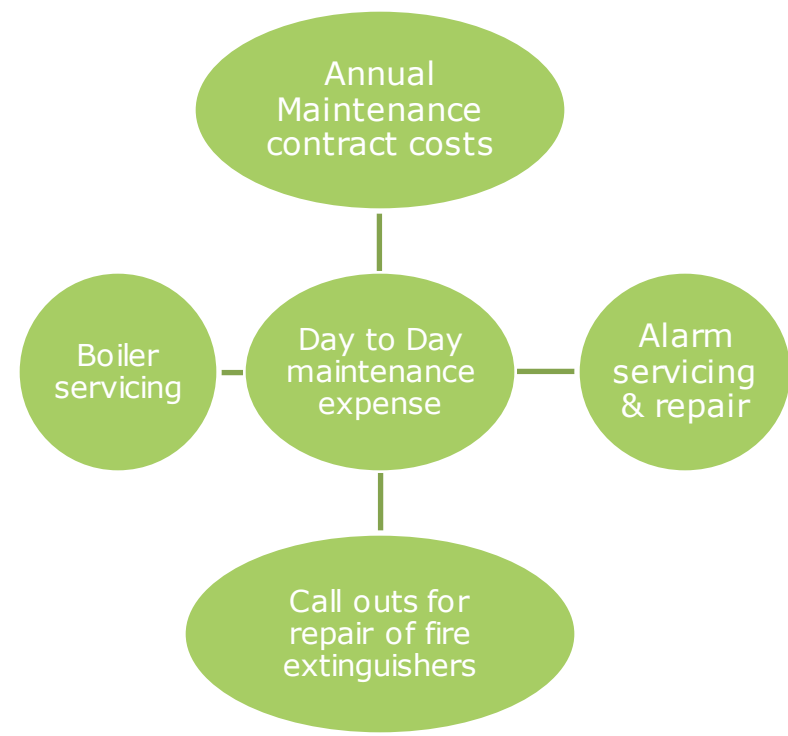 Annual
Maintenance
contract costs
Boiler
servicing
Day to Day
maintenance
expense
Alarm
servicing
& repair
Call outs for
repair of fire
extinguishers